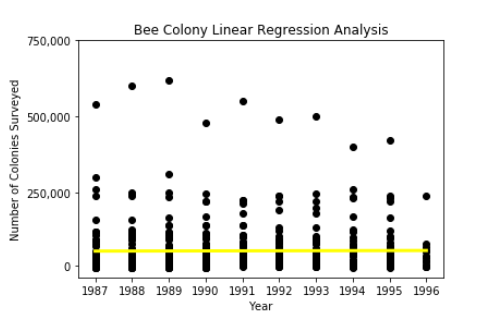 Bee Colony Linear Regression Analysis
750,000
500,000
250,000
0
Number of Colonies Surveyed
1987 1988 1989 1990 1991 1992 1993 1994 1995 1996
Year